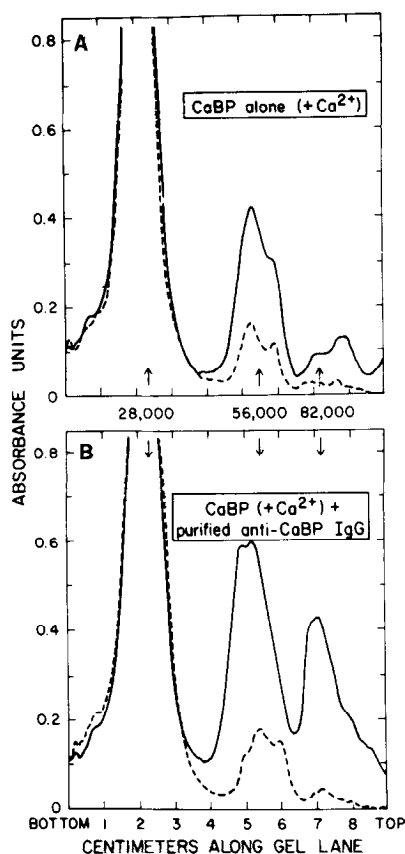 A
CaBP alone (+Ca2+)
0.8
0.6
0.4
0.2
0
28,000 56,000 82,000
ABSORBANCE UNITS
B
CaBP (+Ca2+) +
purified anti-CaBP IgG
0.8
0.6
0.4
0.2
0
BOTTOM 1 2 3 4 5 6 7 TOP
CENTIMETERS ALONG GEL LANE